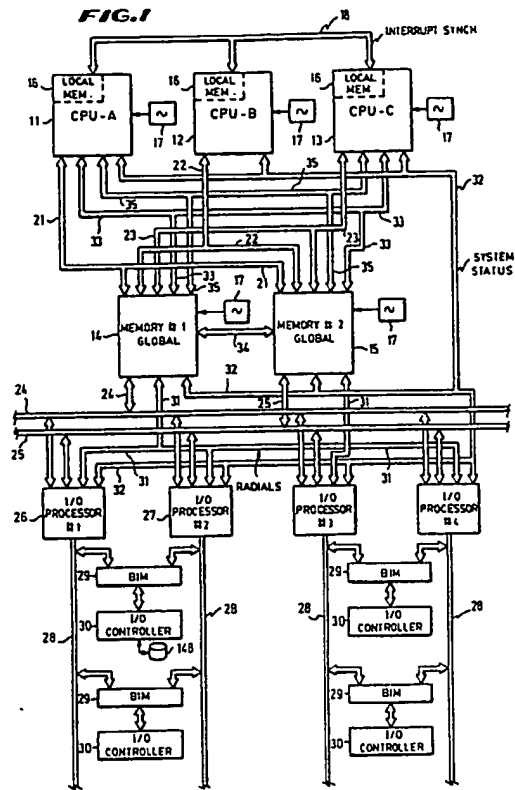 FIG. 1
18
INTERRUPT SYNCH
16 LOCAL MEM.
CPU-A
11
17
16 LOCAL MEM.
CPU-B
12
17
16 LOCAL MEM.
CPU-C
13
17
22
35
32
21
35
33
33
23
22
23
33
21
33
35
35
SYSTEM STATUS
17
14
MEMORY #1 GLOBAL
34
MEMORY #2 GLOBAL
15
17
32
24
24
31
25
31
25
31
32
RADIALS
31
26
I/O PROCESSOR #1
27
I/O PROCESSOR #2
I/O PROCESSOR #3
I/O PROCESSOR #4
29
BIM
28
28
30
I/O CONTROLLER
148
29
BIM
28
28
30
I/O CONTROLLER
29
BIM
30
I/O CONTROLLER
29
BIM
30
I/O CONTROLLER